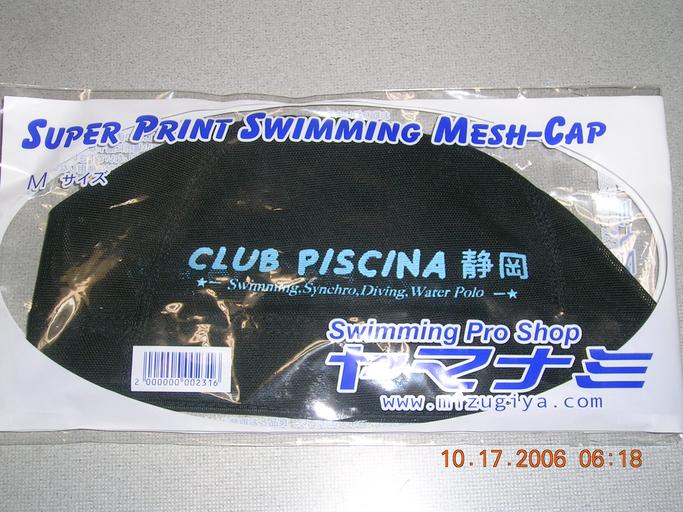 SUPER PRINT SWIMMING MESH-CAP
M サイズ
CLUB PISCINA 静岡
Swimming, Synchro, Diving, Water Polo
Swimming Pro Shop
ヤマナミ
www.mizugiya.com
2 000000 002316
10.17.2006 06:18